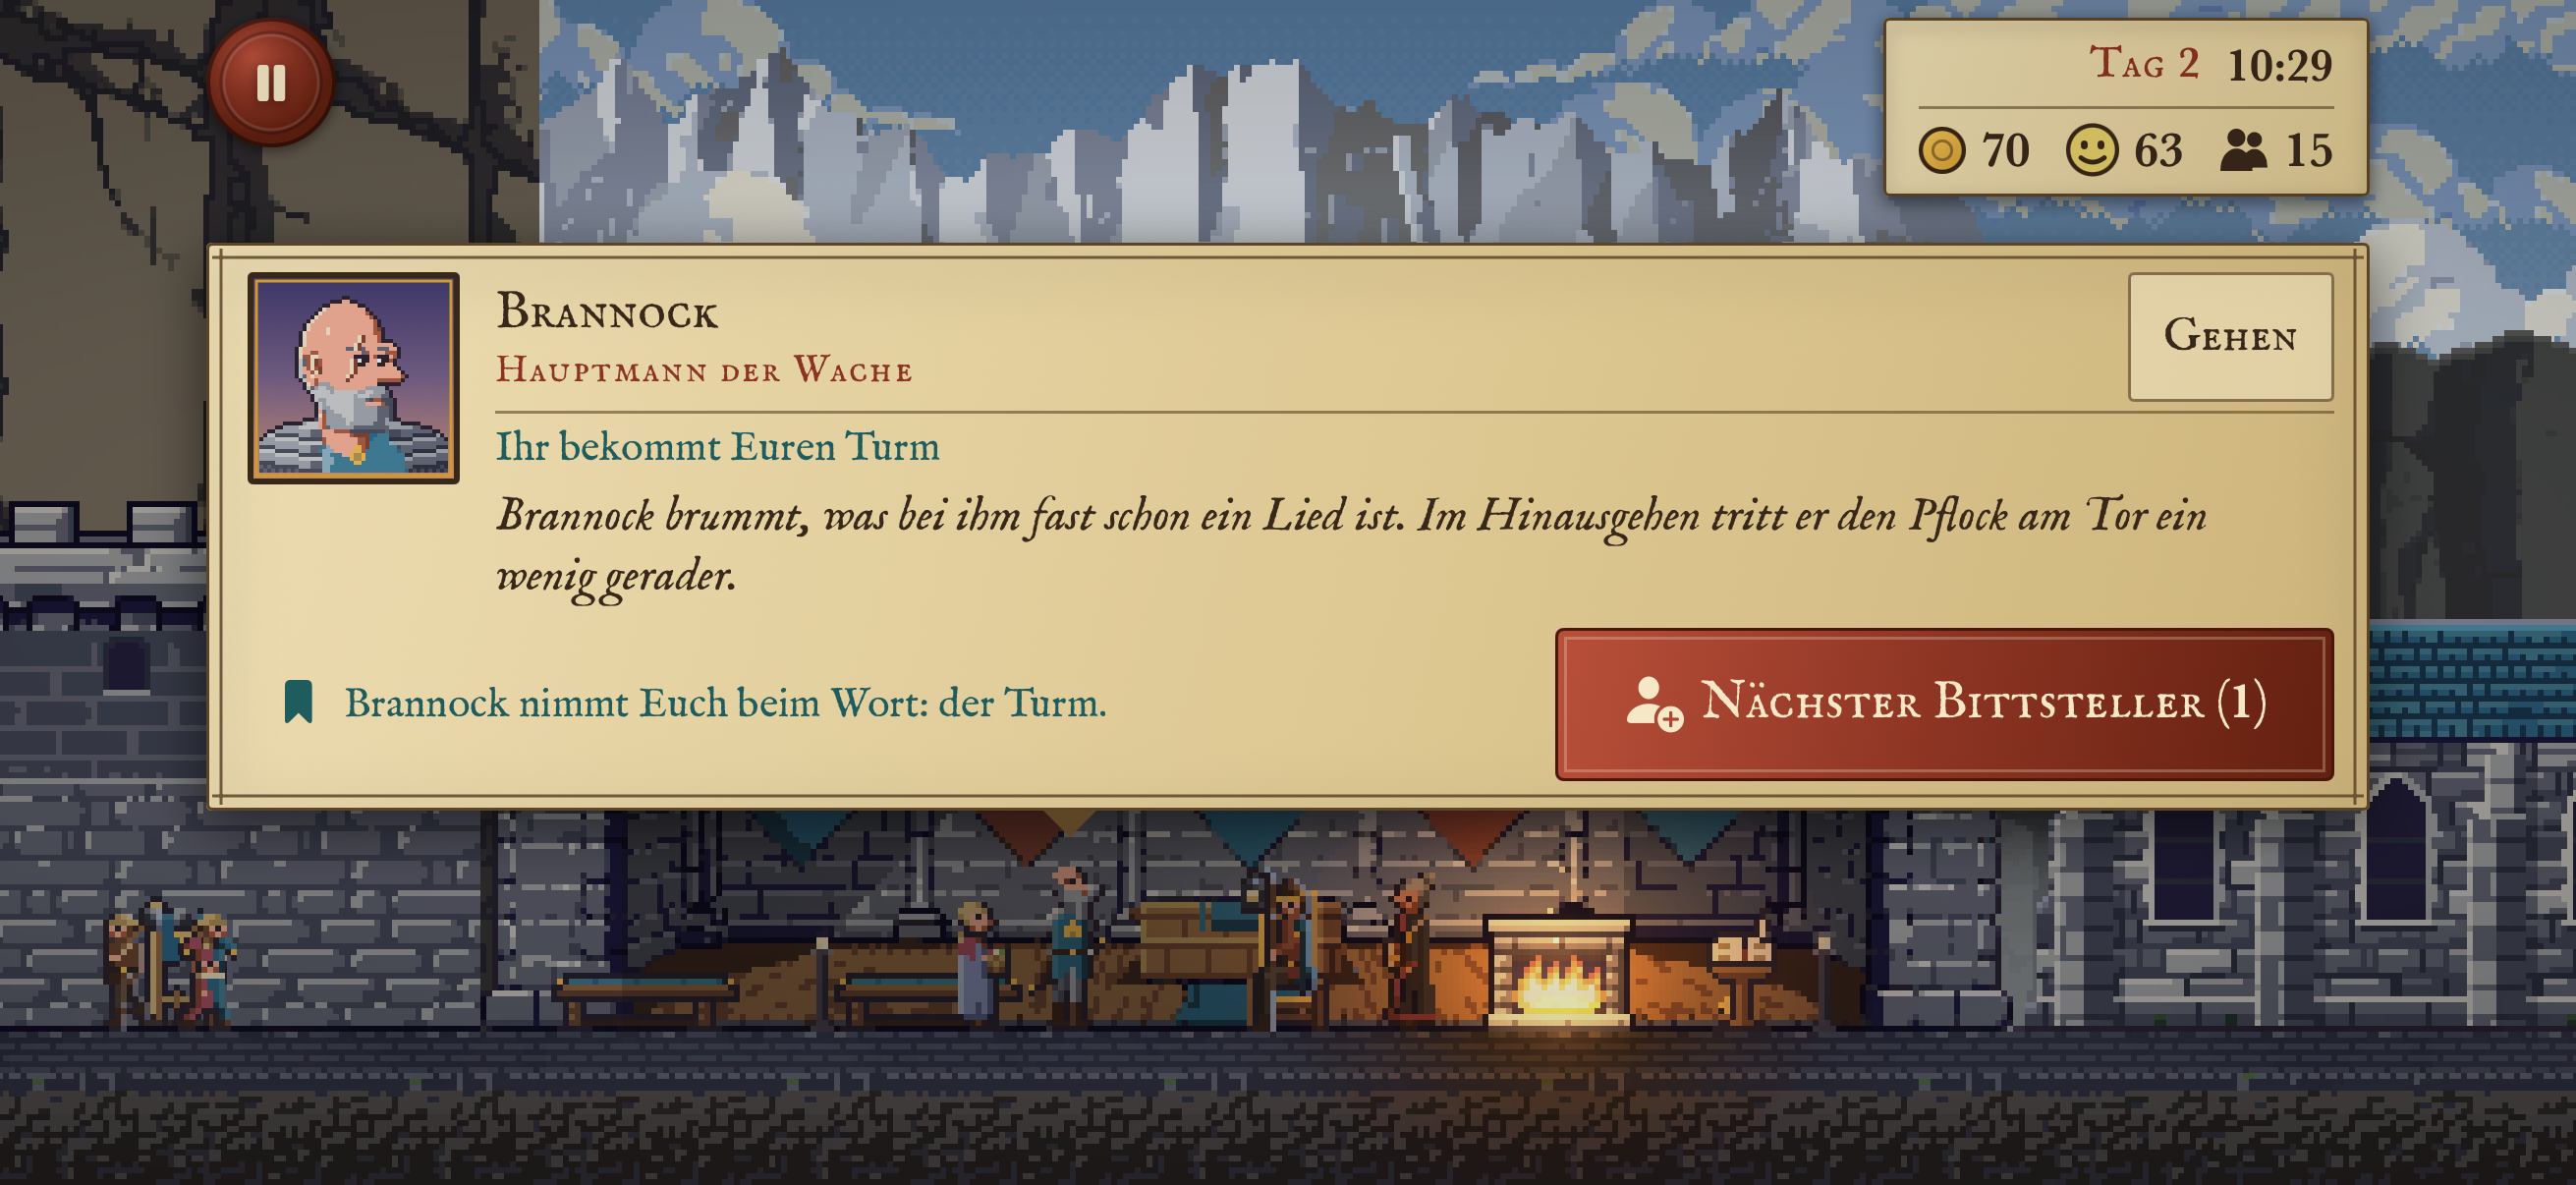 Tag 2 10:29
70 63 15
Brannock
Gehen
Hauptmann der Wache
Ihr bekommt Euren Turm
Brannock brummt, was bei ihm fast schon ein Lied ist. Im Hinausgehen tritt er den Pflock am Tor ein
wenig gerader.
Brannock nimmt Euch beim Wort: der Turm.
Nächster Bittsteller (1)